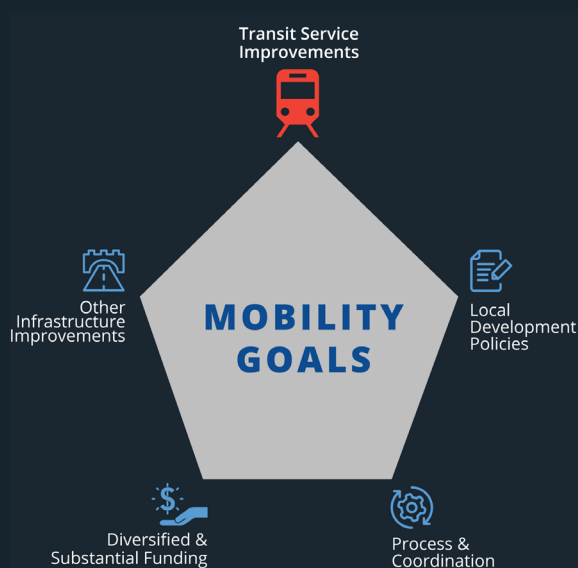 Transit Service
Improvements
Other
Infrastructure
Improvements
MOBILITY
GOALS
Local
Development
Policies
$
Diversified &
Substantial Funding
Process &
Coordination